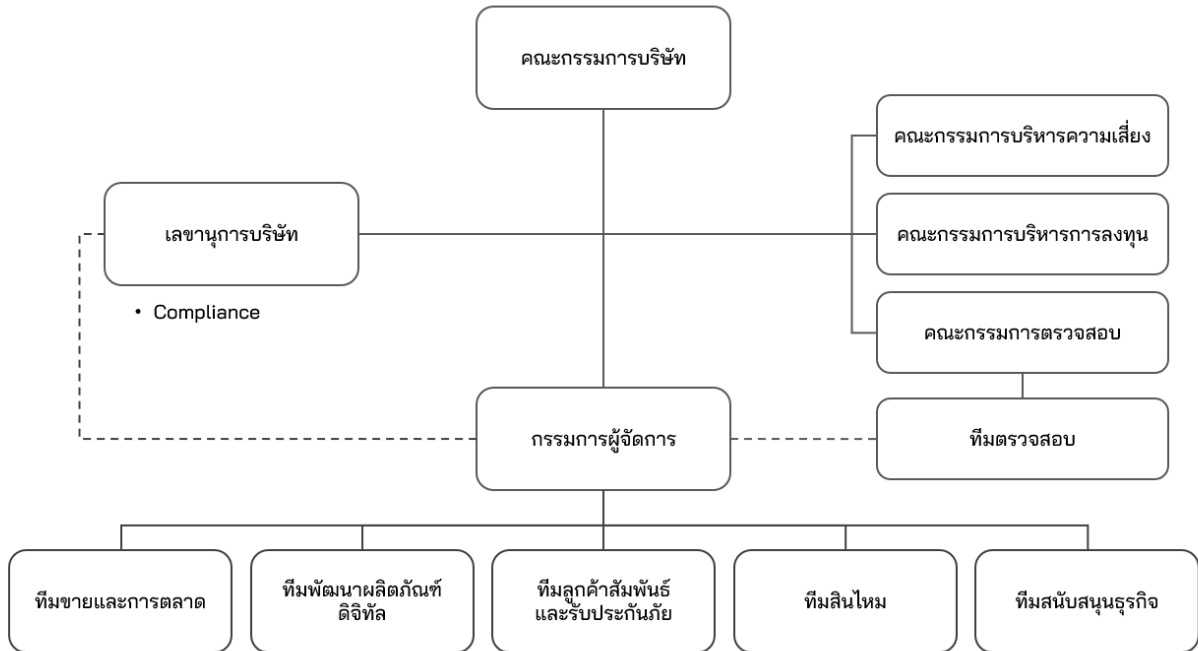 คณะกรรมการบริษัท
คณะกรรมการบริหารความเสี่ยง
เลขานุการบริษัท
คณะกรรมการบริหารการลงทุน
• Compliance
คณะกรรมการตรวจสอบ
กรรมการผู้จัดการ
ทีมตรวจสอบ
ทีมขายและการตลาด
ทีมพัฒนาผลิตภัณฑ์
ดิจิทัล
ทีมลูกค้าสัมพันธ์
และรับประกันภัย
ทีมสินไหม
ทีมสนับสนุนธุรกิจ